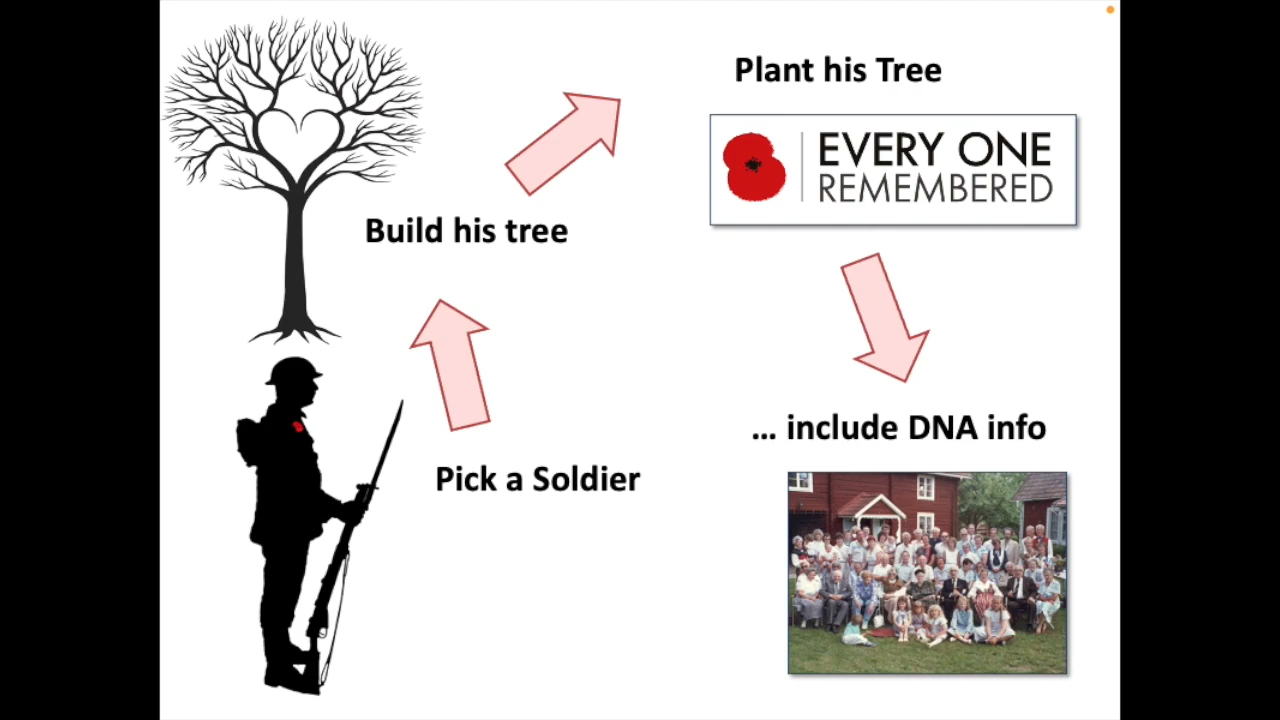 Plant his Tree
EVERY ONE
REMEMBERED
Build his tree
... include DNA info
Pick a Soldier